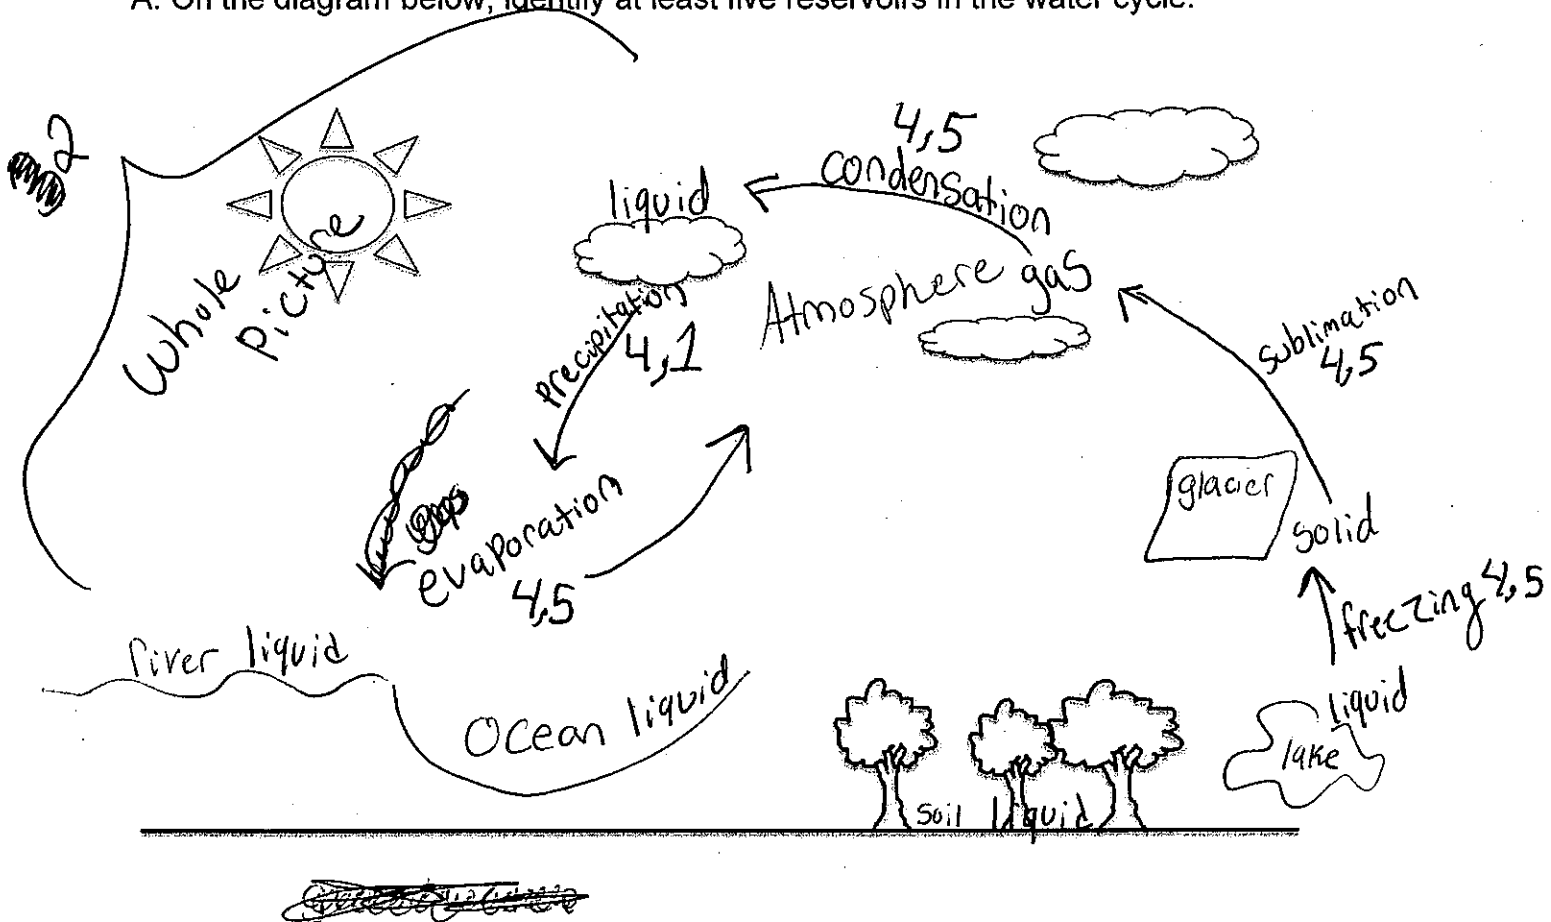 A. On the diagram below, identify at least five reservoirs in the water cycle.
2
Whole
Picture
4,5
condensation
liquid
Atmosphere gas
Precipitation
4,1
sublimation
4,5
glacier
solid
evaporation
4,5
freezing 4,5
river liquid
Ocean liquid
liquid
lake
soil liquid